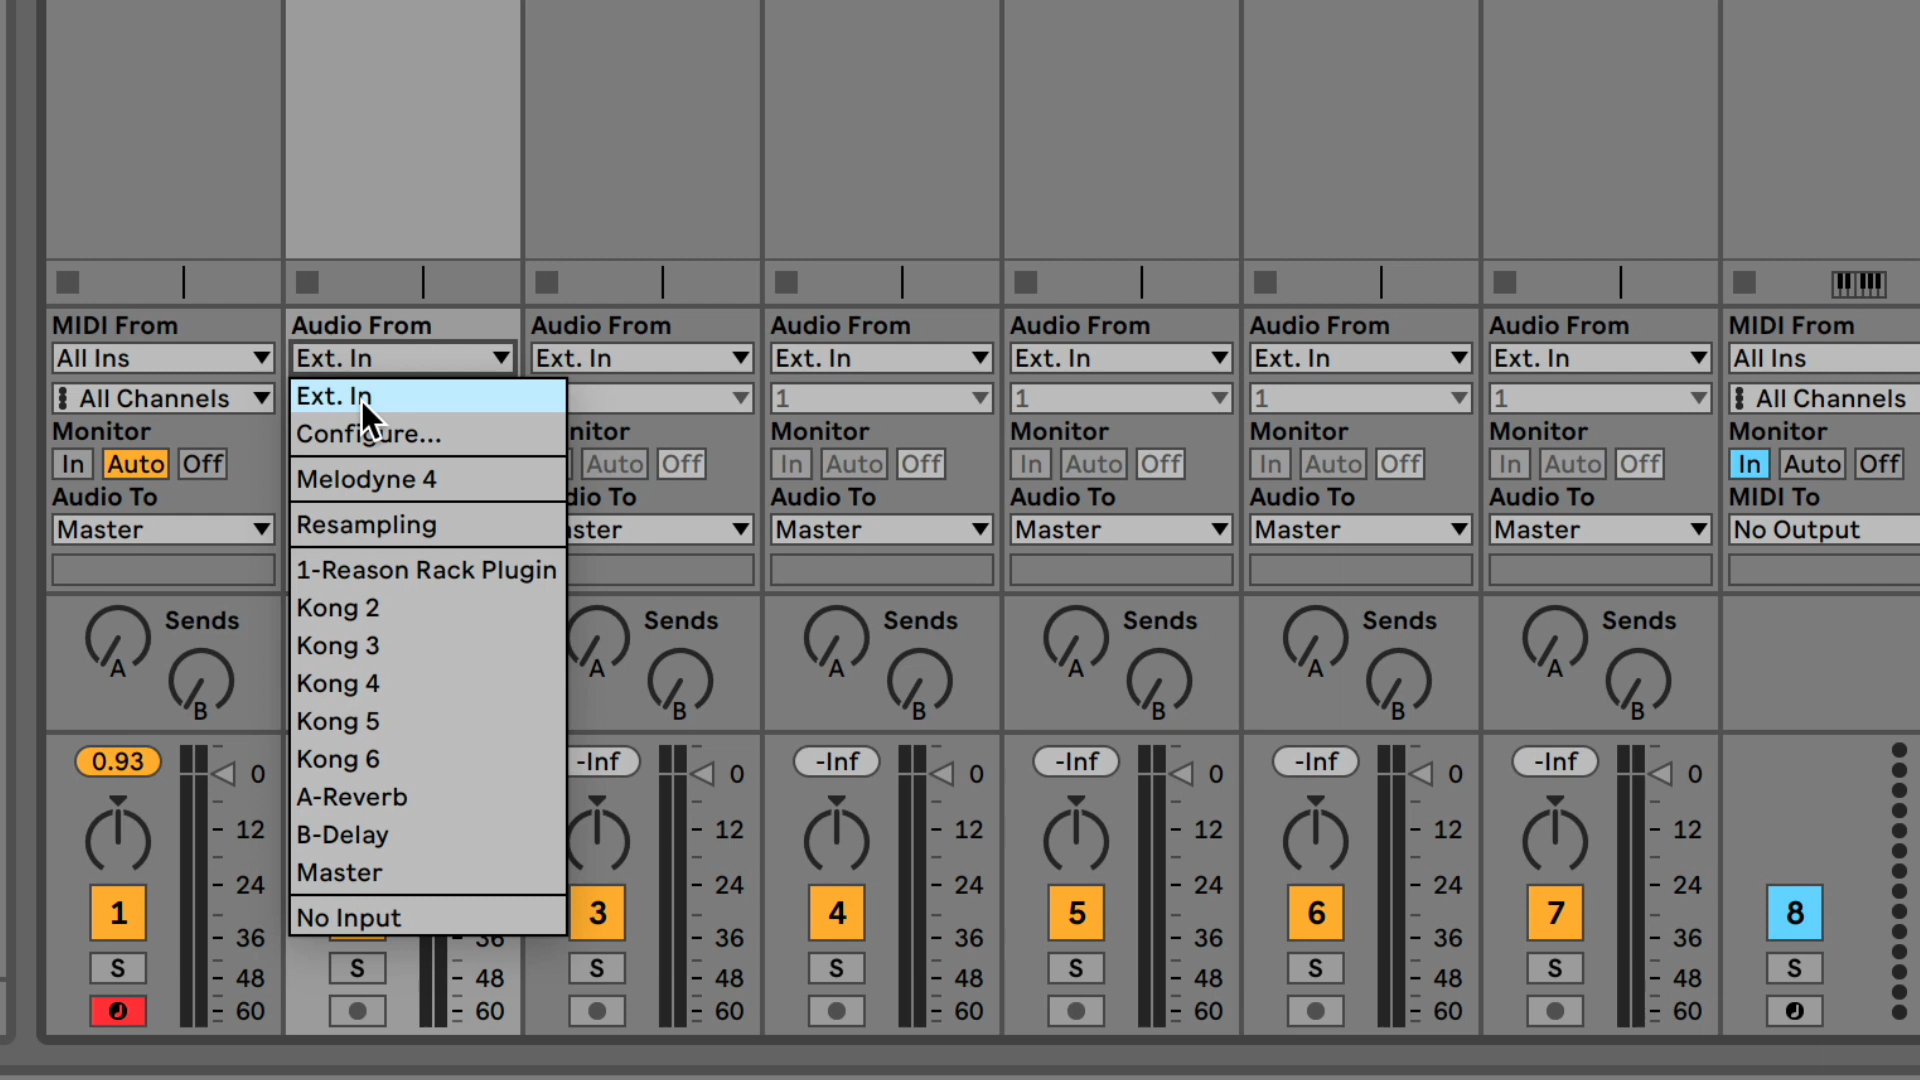 MIDI From
All Ins
All Channels
Monitor
In Auto Off
Audio To
Master
Sends
A
B
0.93
0
12
24
36
48
60
1
S
Audio From
Ext. In
Ext. In
Configure...
Melodyne 4
Resampling
1-Reason Rack Plugin
Kong 2
Kong 3
Kong 4
Kong 5
Kong 6
A-Reverb
B-Delay
Master
No Input
36
48
60
S
Audio From
Ext. In
nitor
Auto Off
dio To
ster
Sends
A
B
-Inf
0
12
24
36
48
60
3
S
Audio From
Ext. In
1
Monitor
In Auto Off
Audio To
Master
Sends
A
B
-Inf
0
12
24
36
48
60
4
S
Audio From
Ext. In
1
Monitor
In Auto Off
Audio To
Master
Sends
A
B
-Inf
0
12
24
36
48
60
5
S
Audio From
Ext. In
1
Monitor
In Auto Off
Audio To
Master
Sends
A
B
-Inf
0
12
24
36
48
60
6
S
Audio From
Ext. In
1
Monitor
In Auto Off
Audio To
Master
Sends
A
B
-Inf
0
12
24
36
48
60
7
S
MIDI From
All Ins
All Channels
Monitor
In Auto Off
MIDI To
No Output
8
S